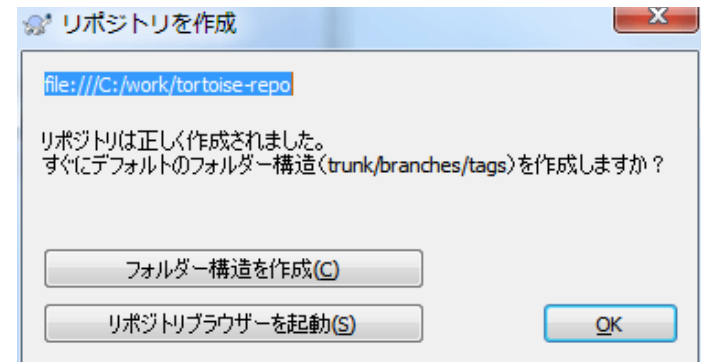 リポジトリを作成
file:///C:/work/tortoise-repo
リポジトリは正しく作成されました。
すぐにデフォルトのフォルダー構造(trunk/branches/tags)を作成しますか？
フォルダー構造を作成(C)
リポジトリブラウザーを起動(S)
OK